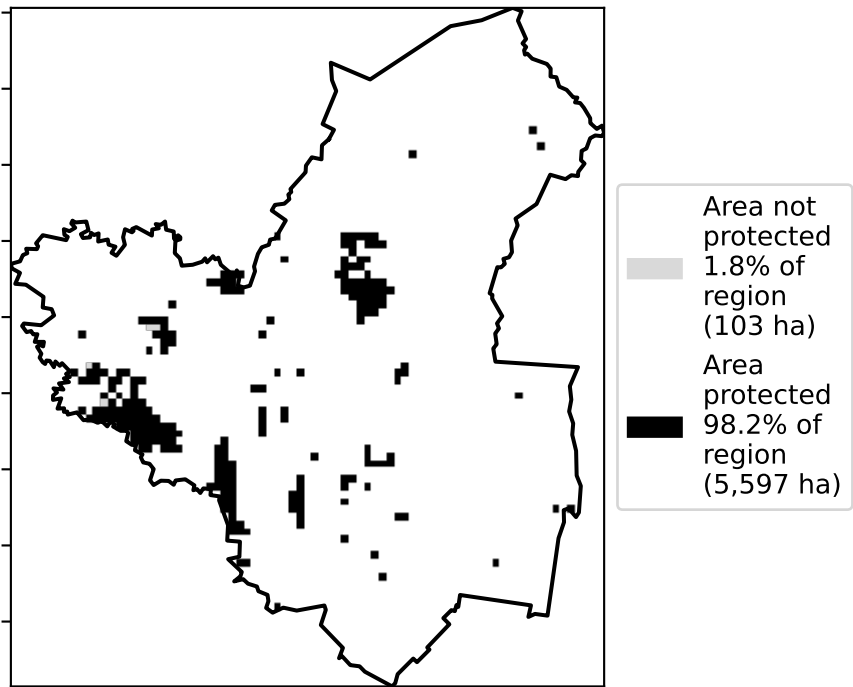 Area not
protected
1.8% of
region
(103 ha)
Area
protected
98.2% of
region
(5,597 ha)